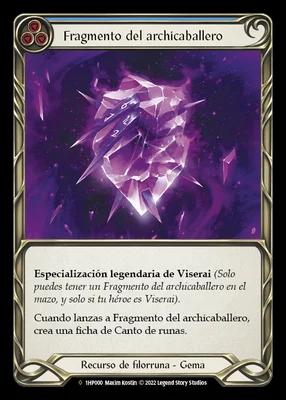 Fragmento del archicaballero
Especialización legendaria de Viserai (Solo
puedes tener un Fragmento del archicaballero en el
mazo, y solo si tu héroe es Viserai).
Cuando lanzas a Fragmento del archicaballero,
crea una ficha de Canto de runas.
Recurso de filorruna - Gema
1HP000 Maxim Kostin © 2022 Legend Story Studios